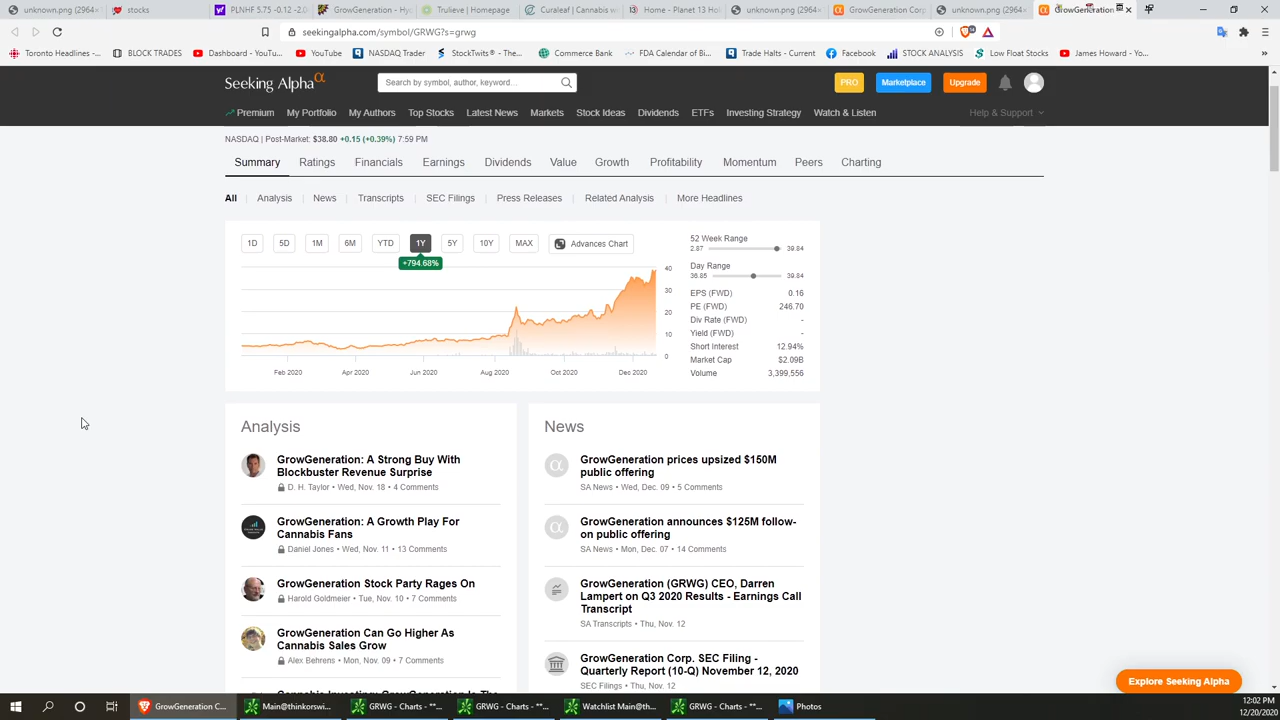 unknown.png (2964×
stocks
PLNHF 5.75 -0.12 -2.0
GrowGeneration - Hyd
Trulieve | Homepage
Curaleaf | Cannabis w
Home - Planet 13 Hol
unknown.png (2964×
GrowGeneration Corp
unknown.png (2964×
GrowGeneration
seekingalpha.com/symbol/GRWG?s=grwg
Toronto Headlines -...
BLOCK TRADES
Dashboard - YouTu...
YouTube
NASDAQ Trader
StockTwits® - The...
Commerce Bank
FDA Calendar of Bi...
Trade Halts - Current
Facebook
STOCK ANALYSIS
Low Float Stocks
James Howard - Yo...
Seeking Alpha α
Search by symbol, author, keyword...
PRO
Marketplace
Upgrade
Premium My Portfolio My Authors Top Stocks Latest News Markets Stock Ideas Dividends ETFs Investing Strategy Watch & Listen Help & Support
NASDAQ | Post-Market: $38.80 +0.15 (+0.39%) 7:59 PM
Summary Ratings Financials Earnings Dividends Value Growth Profitability Momentum Peers Charting
All | Analysis | News | Transcripts | SEC Filings | Press Releases | Related Analysis | More Headlines
1D 5D 1M 6M YTD 1Y 5Y 10Y MAX Advances Chart
+794.68%
40
30
20
10
0
Feb 2020 Apr 2020 Jun 2020 Aug 2020 Oct 2020 Dec 2020
52 Week Range
2.87 39.84
Day Range
36.85 39.84
EPS (FWD) 0.16
PE (FWD) 246.70
Div Rate (FWD) -
Yield (FWD) -
Short Interest 12.94%
Market Cap $2.09B
Volume 3,399,556
Analysis
GrowGeneration: A Strong Buy With
Blockbuster Revenue Surprise
D. H. Taylor • Wed, Nov. 18 • 4 Comments
GrowGeneration: A Growth Play For
Cannabis Fans
Daniel Jones • Wed, Nov. 11 • 13 Comments
GrowGeneration Stock Party Rages On
Harold Goldmeier • Tue, Nov. 10 • 7 Comments
GrowGeneration Can Go Higher As
Cannabis Sales Grow
Alex Behrens • Mon, Nov. 09 • 7 Comments
Cannabis Investing: GrowGeneration Is The
News
GrowGeneration prices upsized $150M
public offering
SA News • Wed, Dec. 09 • 5 Comments
GrowGeneration announces $125M follow-
on public offering
SA News • Mon, Dec. 07 • 14 Comments
GrowGeneration (GRWG) CEO, Darren
Lampert on Q3 2020 Results - Earnings Call
Transcript
SA Transcripts • Thu, Nov. 12
GrowGeneration Corp. SEC Filing -
Quarterly Report (10-Q) November 12, 2020
SEC Filings • Thu, Nov. 12
Explore Seeking Alpha
GrowGeneration C...
Main@thinkorswi...
GRWG - Charts - **...
GRWG - Charts - **...
Watchlist Main@th...
GRWG - Charts - **...
Photos
12:02 PM
12/20/2020